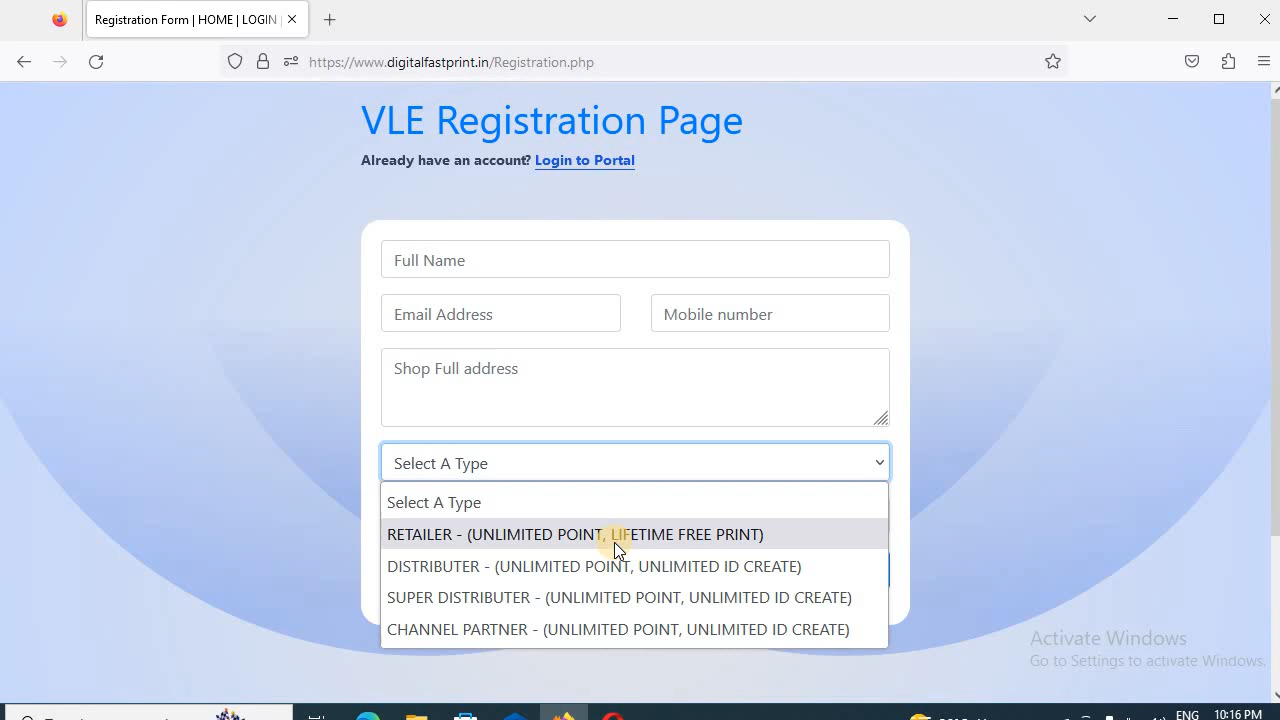 Registration Form | HOME | LOGIN |
https://www.digitalfastprint.in/Registration.php
VLE Registration Page
Already have an account? Login to Portal
Full Name
Email Address
Mobile number
Shop Full address
Select A Type
Select A Type
RETAILER - (UNLIMITED POINT, LIFETIME FREE PRINT)
DISTRIBUTER - (UNLIMITED POINT, UNLIMITED ID CREATE)
SUPER DISTRIBUTER - (UNLIMITED POINT, UNLIMITED ID CREATE)
CHANNEL PARTNER - (UNLIMITED POINT, UNLIMITED ID CREATE)
Activate Windows
Go to Settings to activate Windows.
ENG
10:16 PM